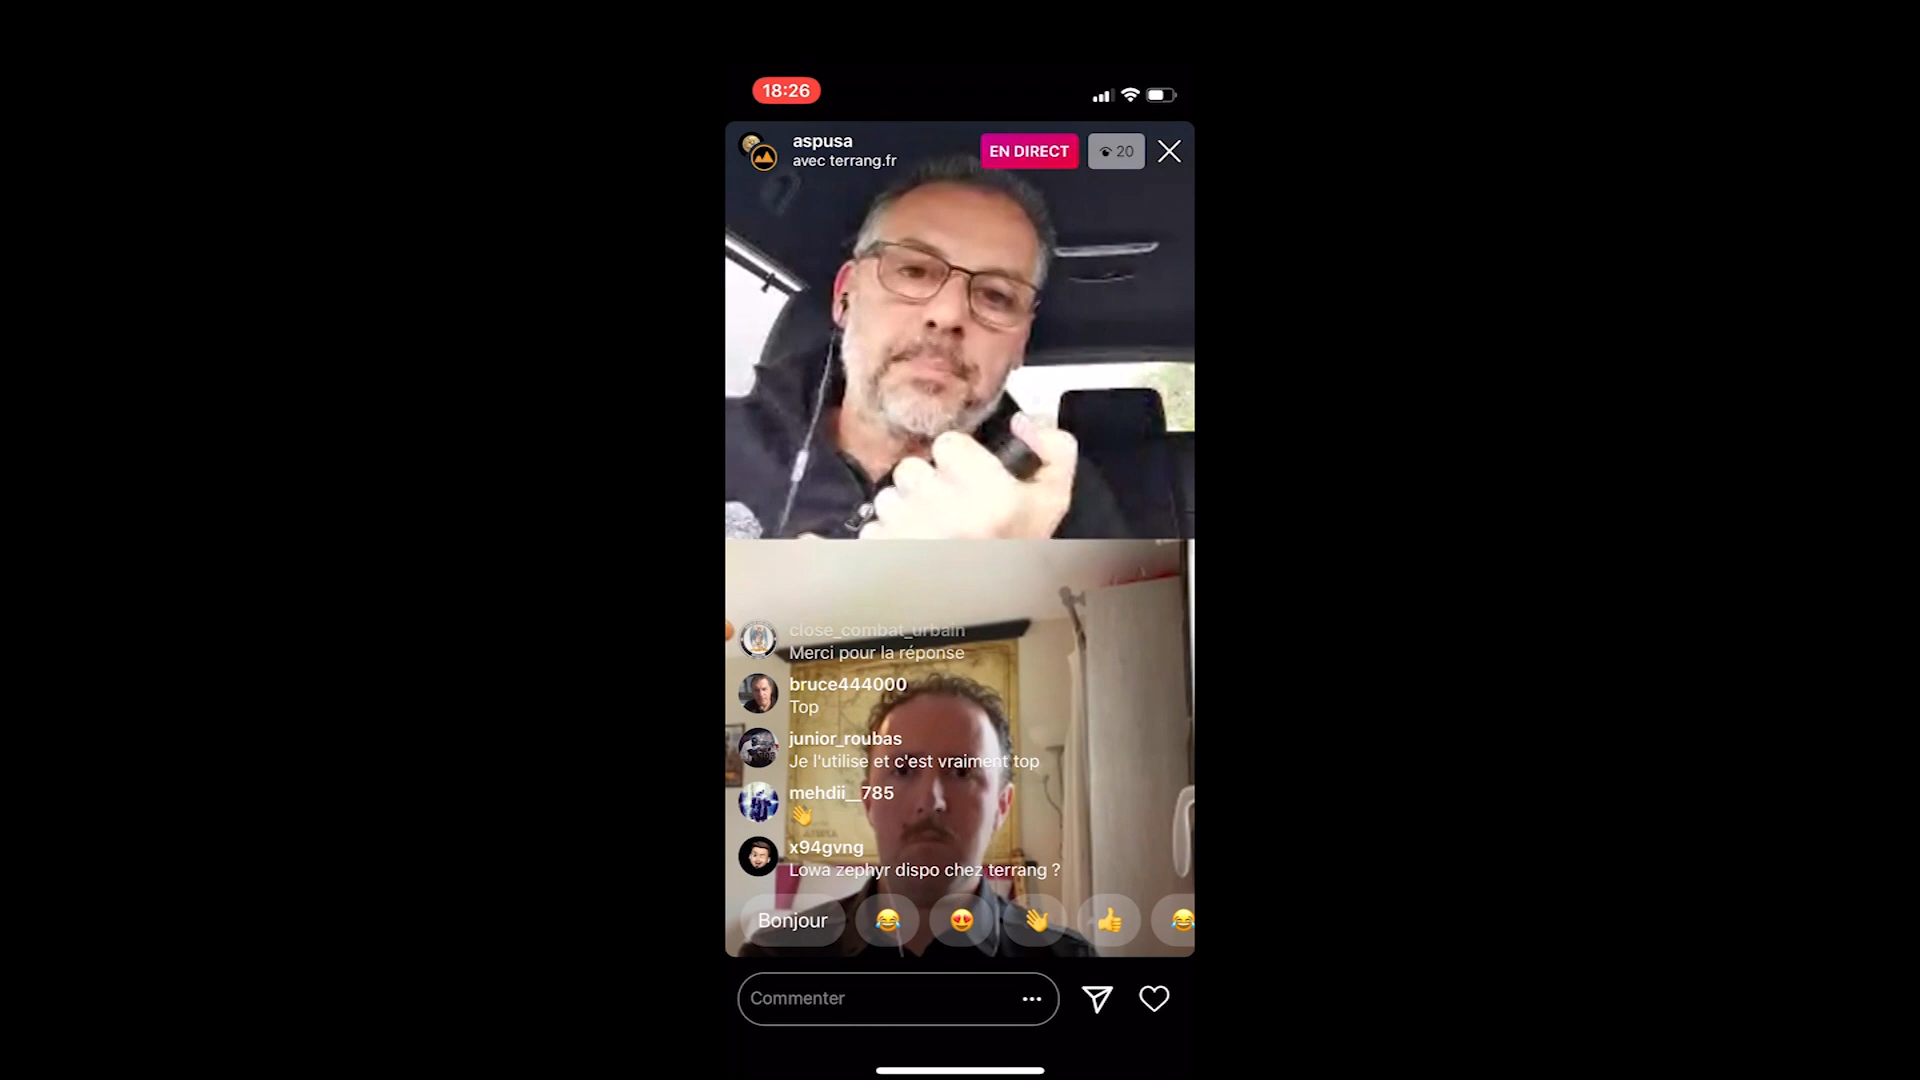 18:26
aspusa
avec terrang.fr
EN DIRECT
20
close_combat_urbain
Merci pour la réponse
bruce444000
Top
junior_roubas
Je l'utilise et c'est vraiment top
mehdii__785
👋
x94gvng
Lowa zephyr dispo chez terrang ?
Bonjour 😂 😍 👋 👍 😂
Commenter